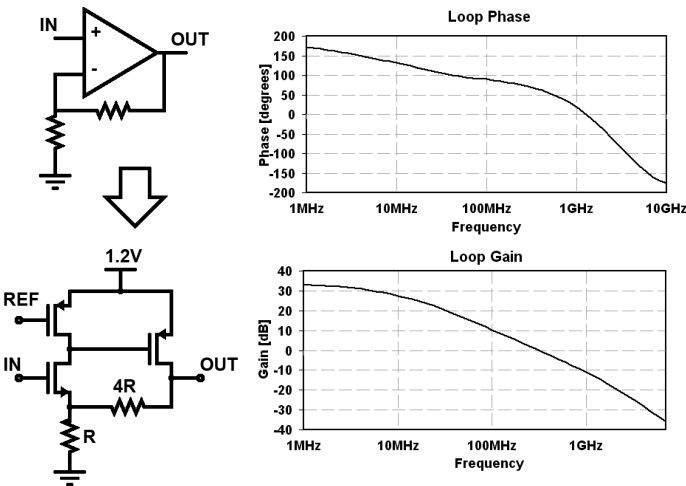 IN
+
OUT
-
1.2V
REF
IN
OUT
4R
R
Loop Phase
Phase [degrees]
200
150
100
50
0
-50
-100
-150
-200
1MHz 10MHz 100MHz 1GHz 10GHz
Frequency
Loop Gain
Gain [dB]
40
30
20
10
0
-10
-20
-30
-40
1MHz 10MHz 100MHz 1GHz
Frequency